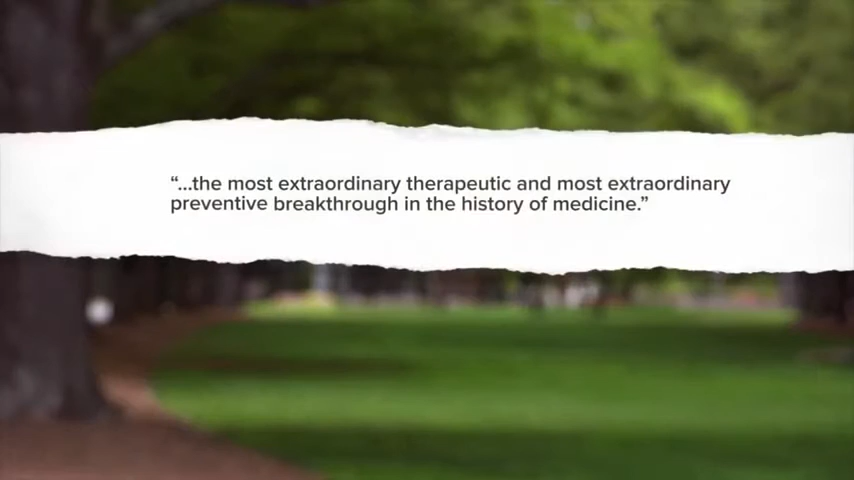 “...the most extraordinary therapeutic and most extraordinary
preventive breakthrough in the history of medicine.”